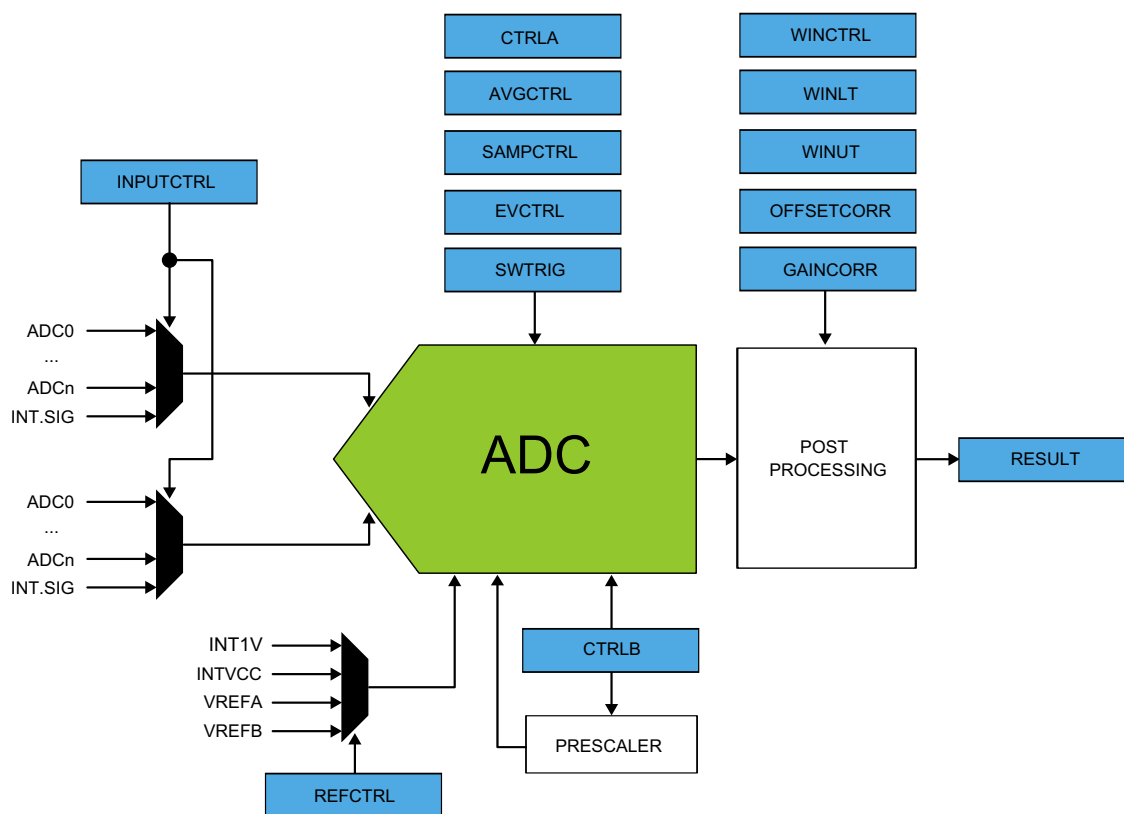 CTRLA
WINCTRL
AVGCTRL
WINLT
SAMPCTRL
WINUT
INPUTCTRL
EVCTRL
OFFSETCORR
SWTRIG
GAINCORR
ADC0
...
ADCn
INT.SIG
ADC
POST
PROCESSING
RESULT
ADC0
...
ADCn
INT.SIG
INT1V
INTVCC
VREFA
VREFB
CTRLB
PRESCALER
REFCTRL